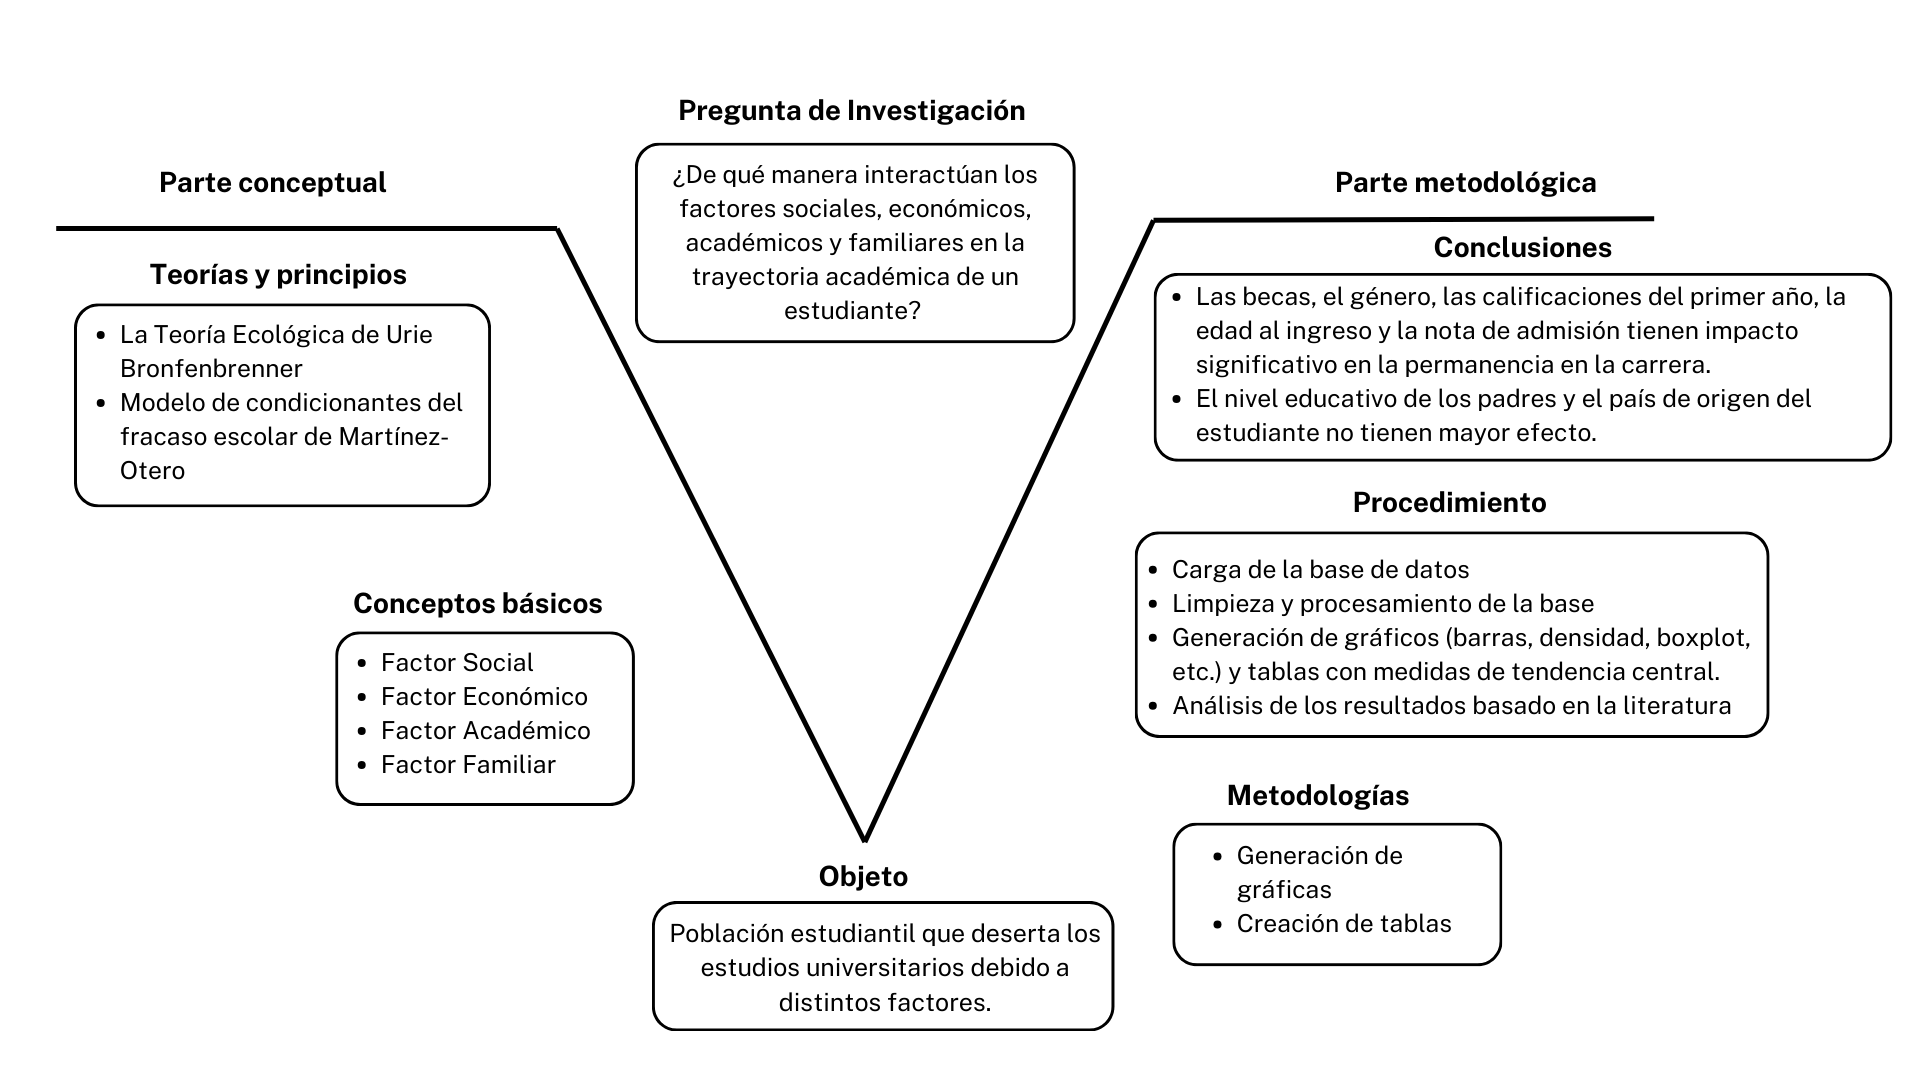 Pregunta de Investigación
¿De qué manera interactúan los
factores sociales, económicos,
académicos y familiares en la
trayectoria académica de un
estudiante?
Parte conceptual
Teorías y principios
• La Teoría Ecológica de Urie
Bronfenbrenner
• Modelo de condicionantes del
fracaso escolar de Martínez-
Otero
Conceptos básicos
• Factor Social
• Factor Económico
• Factor Académico
• Factor Familiar
Objeto
Población estudiantil que deserta los
estudios universitarios debido a
distintos factores.
Parte metodológica
Conclusiones
• Las becas, el género, las calificaciones del primer año, la
edad al ingreso y la nota de admisión tienen impacto
significativo en la permanencia en la carrera.
• El nivel educativo de los padres y el país de origen del
estudiante no tienen mayor efecto.
Procedimiento
• Carga de la base de datos
• Limpieza y procesamiento de la base
• Generación de gráficos (barras, densidad, boxplot,
etc.) y tablas con medidas de tendencia central.
• Análisis de los resultados basado en la literatura
Metodologías
• Generación de
gráficas
• Creación de tablas